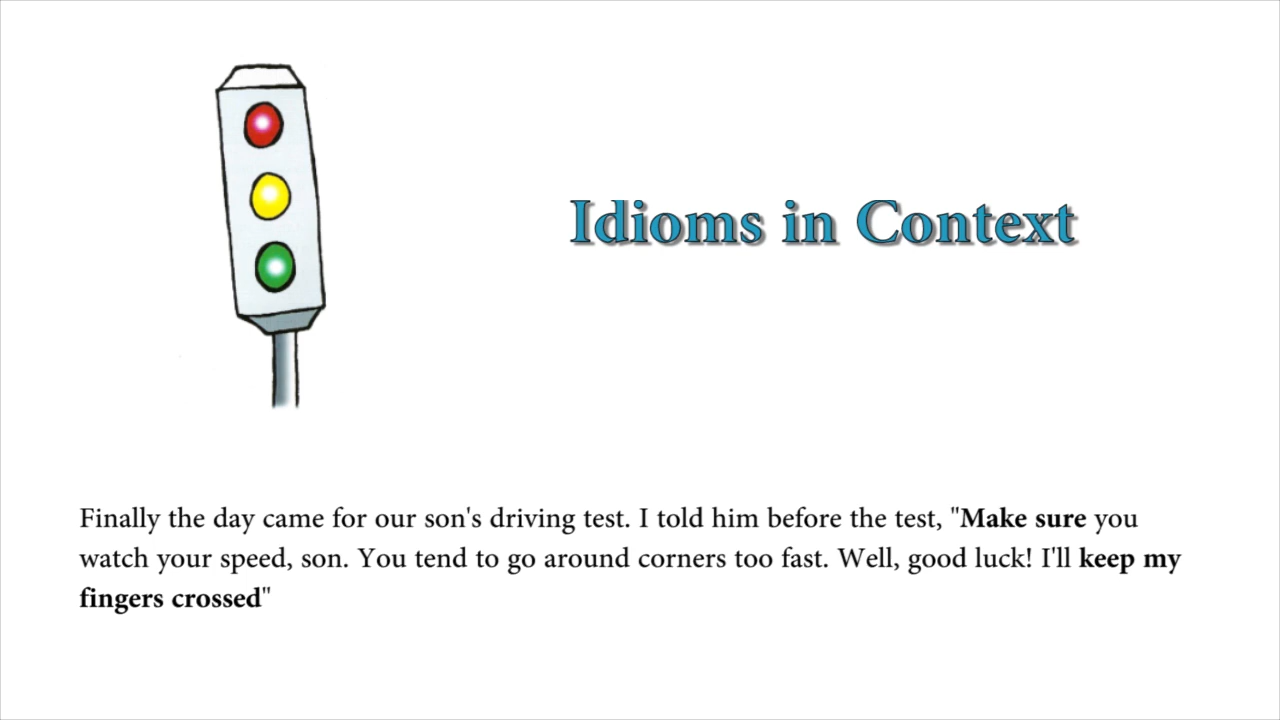 Idioms in Context
Finally the day came for our son's driving test. I told him before the test, "Make sure you
watch your speed, son. You tend to go around corners too fast. Well, good luck! I'll keep my
fingers crossed"